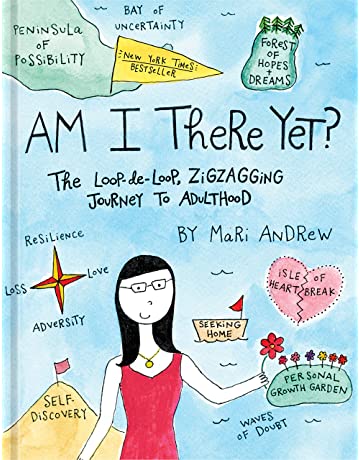 BAY OF
UNCERTAINTY
PENINSULA
OF
POSSIBILITY
NEW YORK TIMES
BESTSELLER
FOREST
OF
HOPES +
DREAMS
AM I THERE YET?
THE LOOP-DE-LOOP, ZIGZAGGING
JOURNEY TO ADULTHOOD
BY MARI ANDREW
RESILIENCE
LOSS
LOVE
ADVERSITY
ISLE OF
HEARTBREAK
SEEKING
HOME
PERSONAL
GROWTH GARDEN
SELF-
DISCOVERY
WAVES
OF DOUBT